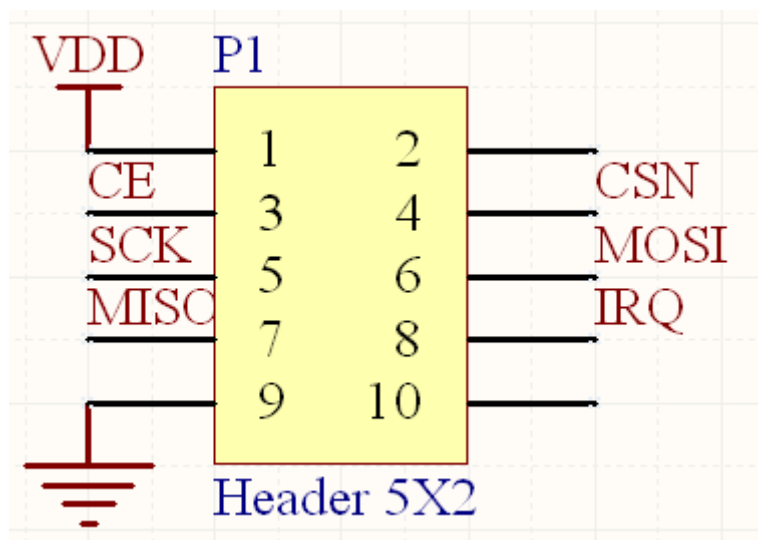 VDD P1
1 2
CE CSN
3 4
SCK MOSI
5 6
MISO IRQ
7 8
9 10
Header 5X2